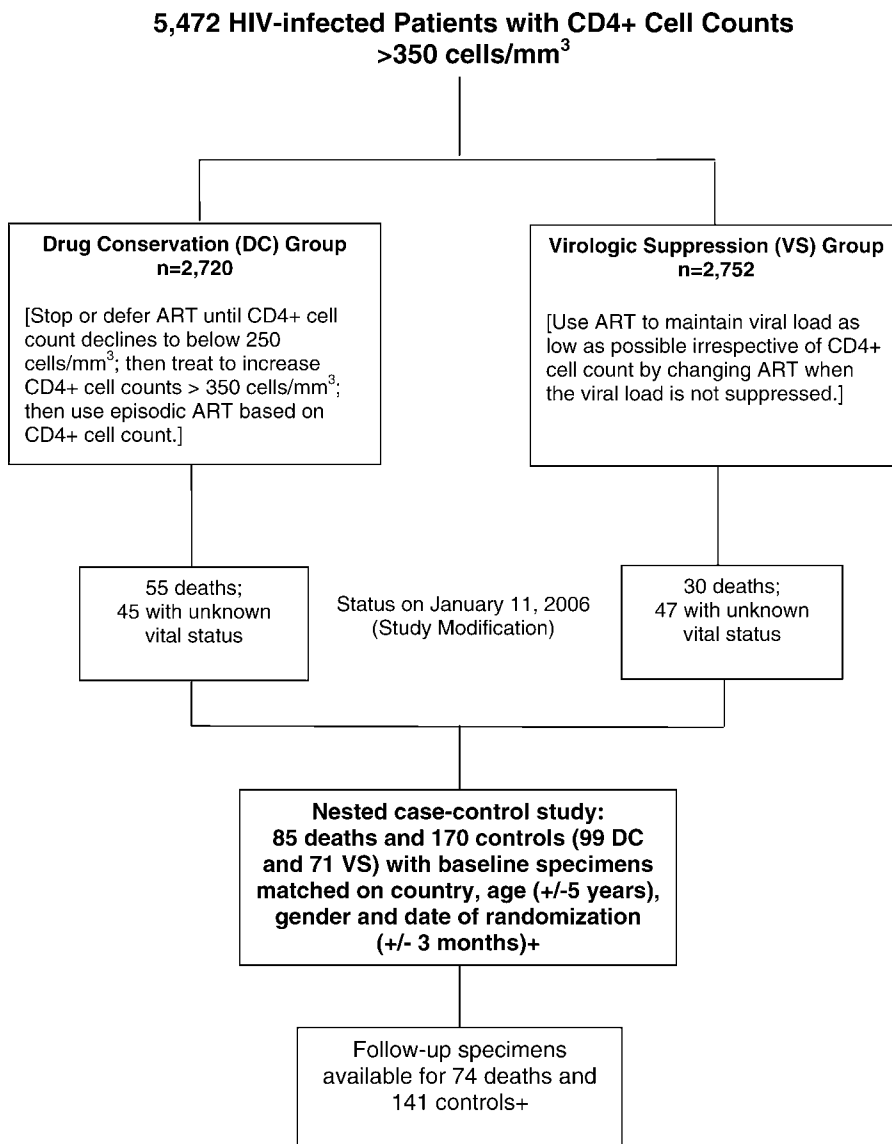 5,472 HIV-infected Patients with CD4+ Cell Counts
>350 cells/mm³
Drug Conservation (DC) Group
n=2,720
[Stop or defer ART until CD4+ cell
count declines to below 250
cells/mm³; then treat to increase
CD4+ cell counts > 350 cells/mm³;
then use episodic ART based on
CD4+ cell count.]
Virologic Suppression (VS) Group
n=2,752
[Use ART to maintain viral load as
low as possible irrespective of CD4+
cell count by changing ART when
the viral load is not suppressed.]
55 deaths;
45 with unknown
vital status
Status on January 11, 2006
(Study Modification)
30 deaths;
47 with unknown
vital status
Nested case-control study:
85 deaths and 170 controls (99 DC
and 71 VS) with baseline specimens
matched on country, age (+/-5 years),
gender and date of randomization
(+/- 3 months)+
Follow-up specimens
available for 74 deaths and
141 controls+